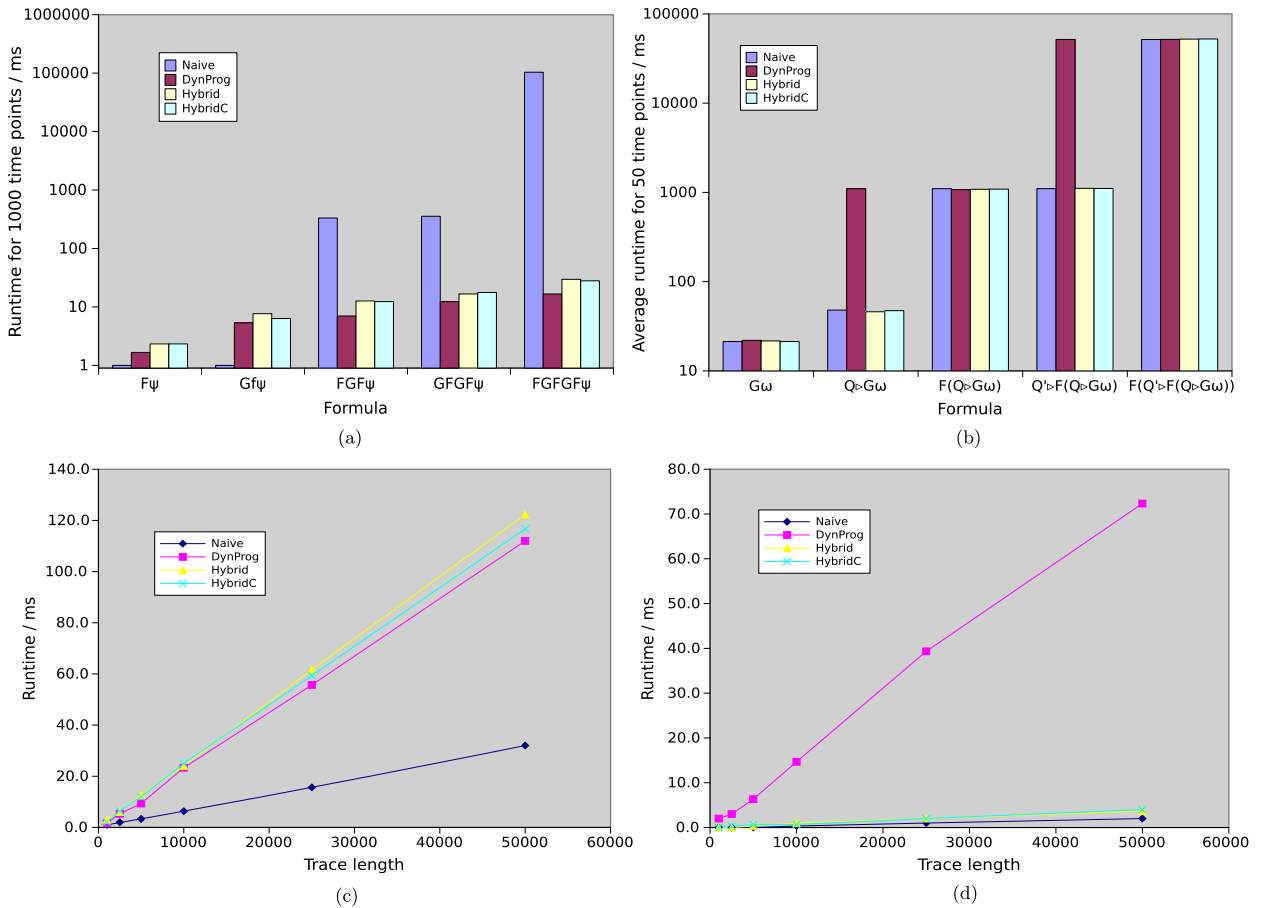 Runtime for 1000 time points / ms
1000000
100000
10000
1000
100
10
1
Naive
DynProg
Hybrid
HybridC
Fψ
Gfψ
FGFψ
GFGFψ
FGFGFψ
Formula
(a)
Average runtime for 50 time points / ms
100000
10000
1000
100
10
Naive
DynProg
Hybrid
HybridC
Gω
Q▹Gω
F(Q▹Gω)
Q'▹F(Q▹Gω)
F(Q'▹F(Q▹Gω))
Formula
(b)
Runtime / ms
140.0
120.0
100.0
80.0
60.0
40.0
20.0
0.0
Naive
DynProg
Hybrid
HybridC
0
10000
20000
30000
40000
50000
60000
Trace length
(c)
Runtime / ms
80.0
70.0
60.0
50.0
40.0
30.0
20.0
10.0
0.0
Naive
DynProg
Hybrid
HybridC
0
10000
20000
30000
40000
50000
60000
Trace length
(d)